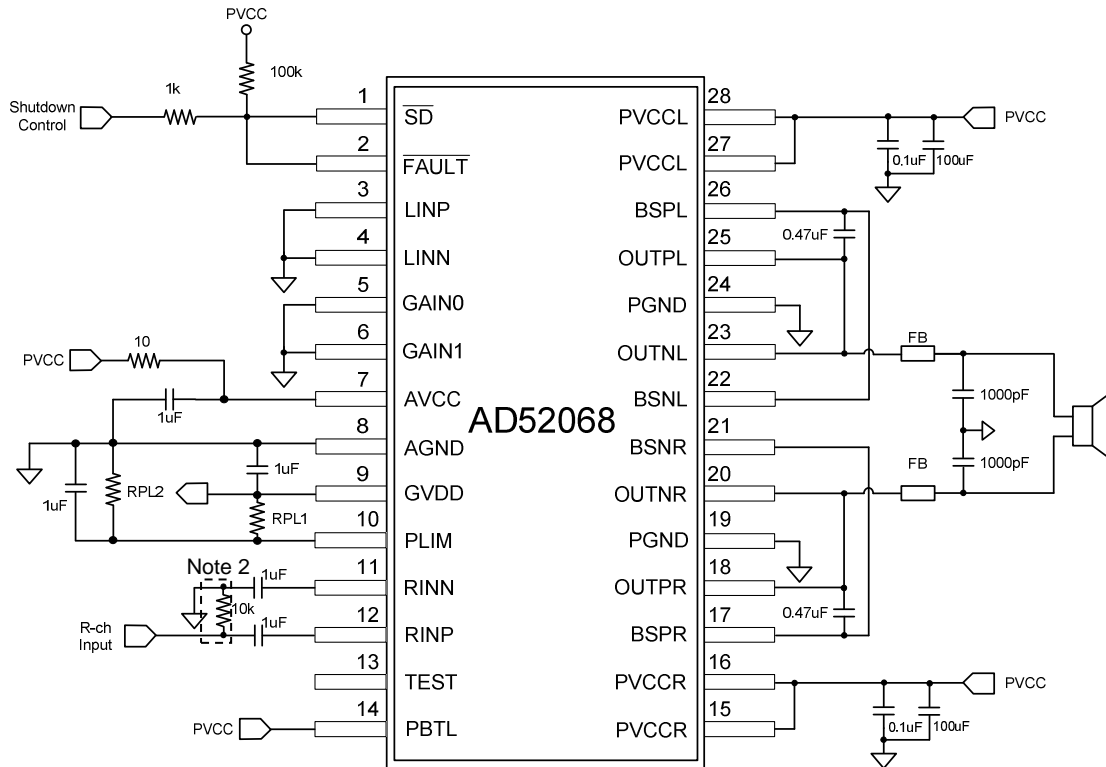 PVCC
100k
1k
Shutdown
Control
1
SD
2
FAULT
3
LINP
4
LINN
5
GAIN0
6
GAIN1
PVCC
10
7
AVCC
1uF
8
AGND
1uF
9
GVDD
RPL2
1uF
RPL1
10
PLIM
Note 2
1uF
11
RINN
10k
1uF
12
RINP
R-ch
Input
13
TEST
14
PBTL
PVCC
AD52068
28
PVCCL
PVCC
27
PVCCL
0.1uF
100uF
26
BSPL
0.47uF
25
OUTPL
24
PGND
23
OUTNL
FB
22
BSNL
1000pF
21
BSNR
1000pF
FB
20
OUTNR
19
PGND
18
OUTPR
0.47uF
17
BSPR
16
PVCCR
PVCC
15
PVCCR
0.1uF
100uF